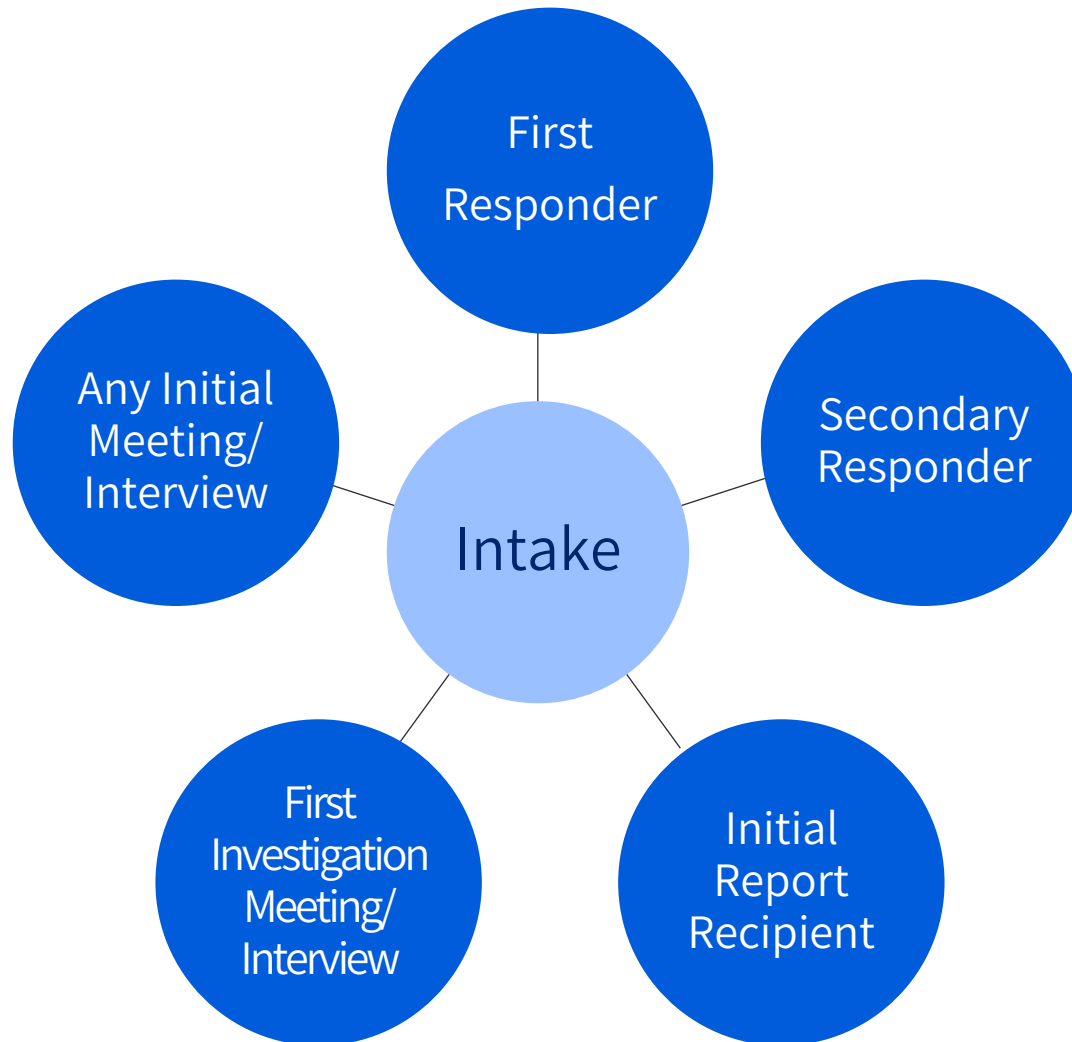 First
Responder
Any Initial
Meeting/
Interview
Secondary
Responder
Intake
First
Investigation
Meeting/
Interview
Initial
Report
Recipient